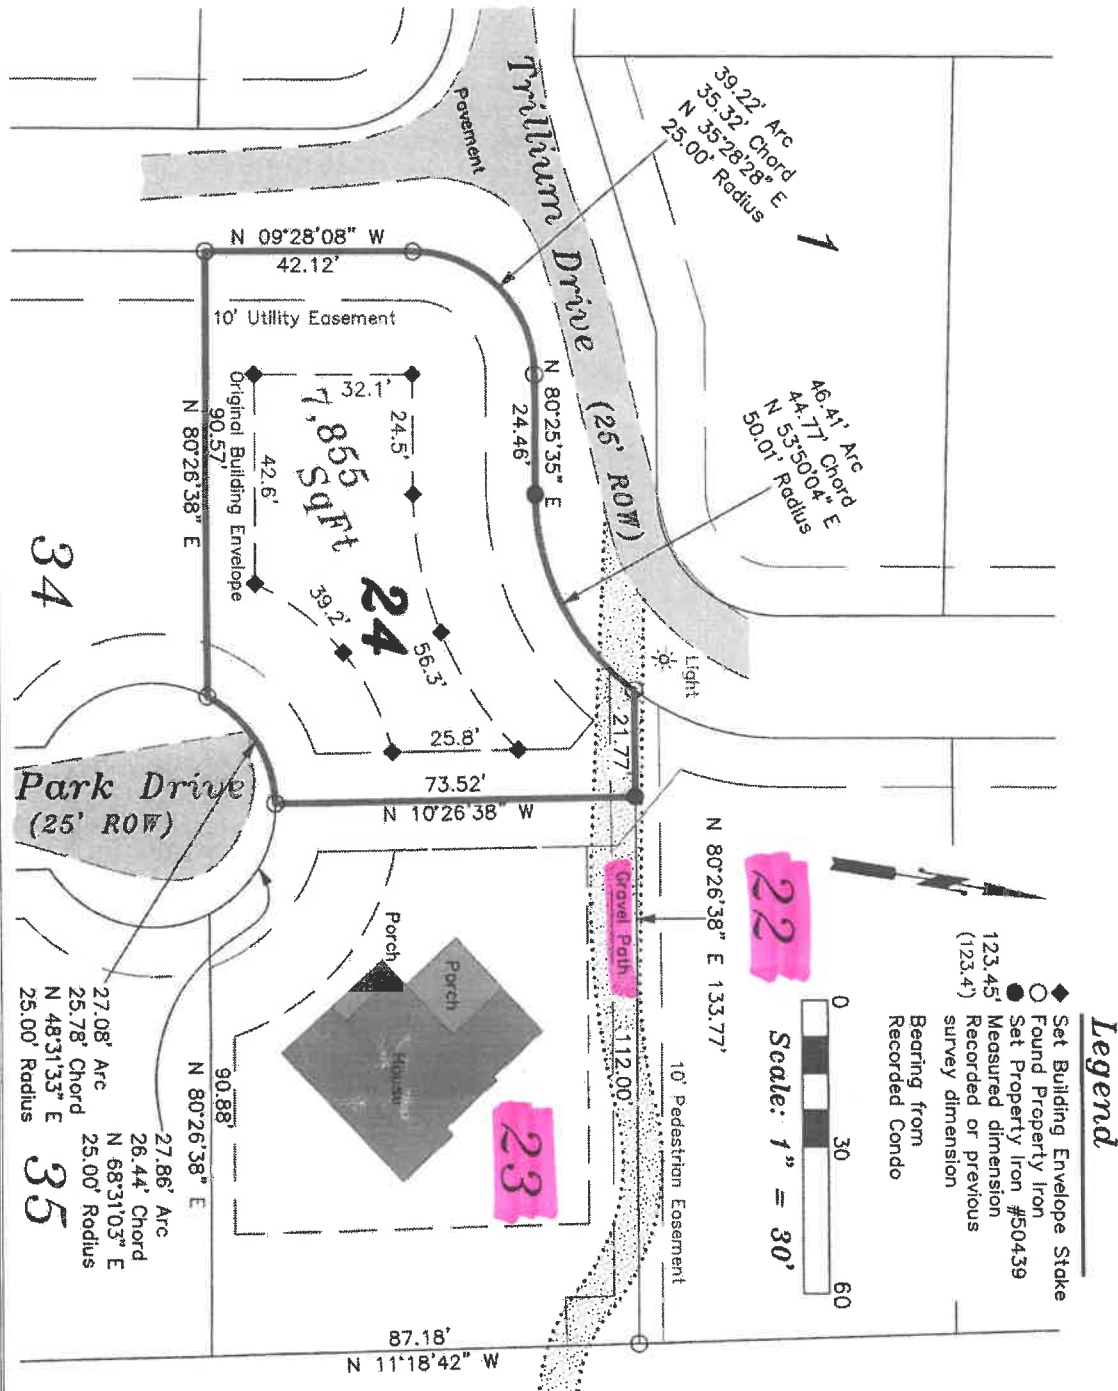 Legend
Set Building Envelope Stake
Found Property Iron
Set Property Iron #50439
123.45' Measured dimension
(123.4') Recorded or previous
survey dimension
Bearing from
Recorded Condo
0 30 60
Scale: 1" = 30'
1
39.22' Arc
35.32' Chord
N 35°28'28" E
25.00' Radius
46.41' Arc
44.77' Chord
N 53°50'04" E
50.01' Radius
Trillium Drive (25' ROW)
Pavement
Light
22
N 80°26'38" E 133.77'
10' Pedestrian Easement
Gravel Path
21.77'
112.00'
N 09°28'08" W
42.12'
N 80°25'35" E
24.46'
10' Utility Easement
32.1'
24.5'
42.6'
39.2'
56.3'
25.8'
7,855
SqFt
24
Original Building Envelope
90.57'
N 80°26'38" E
73.52'
N 10°26'38" W
34
Park Drive
(25' ROW)
Porch
Porch
House
23
90.88'
N 80°26'38" E
27.08' Arc
25.78' Chord
N 48°31'33" E
25.00' Radius
27.86' Arc
26.44' Chord
N 68°31'03" E
25.00' Radius
35
87.18'
N 11°18'42" W